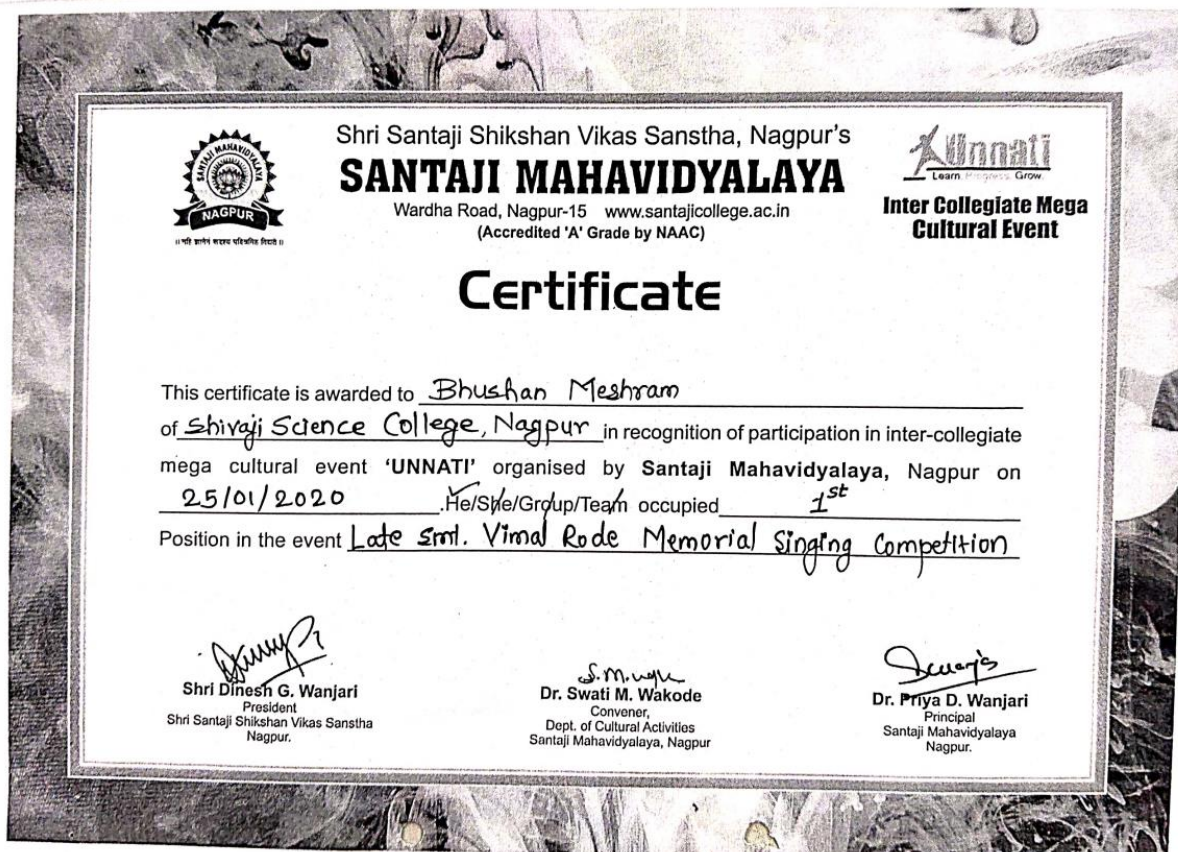 Shri Santaji Shikshan Vikas Sanstha, Nagpur's
SANTAJI MAHAVIDYALAYA
Wardha Road, Nagpur-15 www.santajicollege.ac.in
(Accredited 'A' Grade by NAAC)
SANTAJI MAHAVIDYALAYA
NAGPUR
Unnati
Learn. Progress. Grow.
Inter Collegiate Mega
Cultural Event
Certificate
This certificate is awarded to Bhushan Meshram
of Shivaji Science College, Nagpur in recognition of participation in inter-collegiate
mega cultural event 'UNNATI' organised by Santaji Mahavidyalaya, Nagpur on
25/01/2020 .He/She/Group/Team occupied 1st
Position in the event Late Smt. Vimal Rode Memorial Singing Competition
Shri Dinesh G. Wanjari
President
Shri Santaji Shikshan Vikas Sanstha
Nagpur.
Dr. Swati M. Wakode
Convener,
Dept. of Cultural Activities
Santaji Mahavidyalaya, Nagpur
Dr. Priya D. Wanjari
Principal
Santaji Mahavidyalaya
Nagpur.